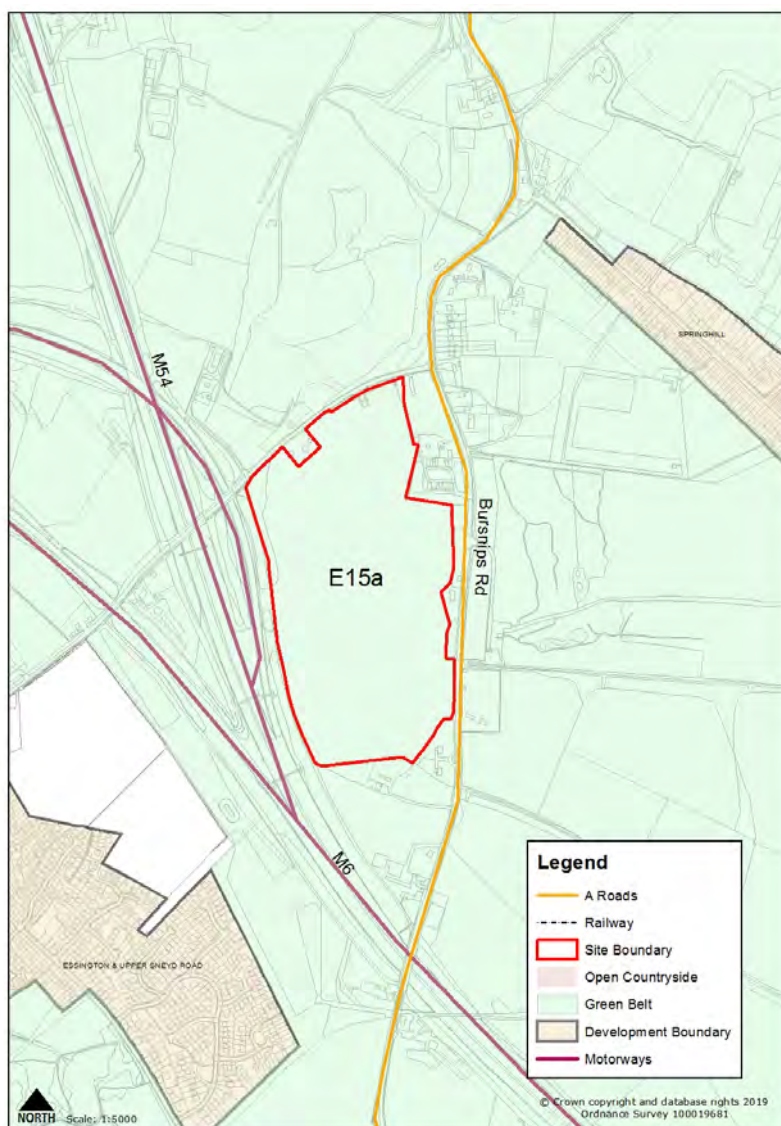 M54
SPRINGHILL
Bursnips Rd
E15a
M6
ESSINGTON & UPPER SNEYD ROAD
Legend
A Roads
Railway
Site Boundary
Open Countryside
Green Belt
Development Boundary
Motorways
NORTH Scale: 1:5000
© Crown copyright and database rights 2019
Ordnance Survey 100019681